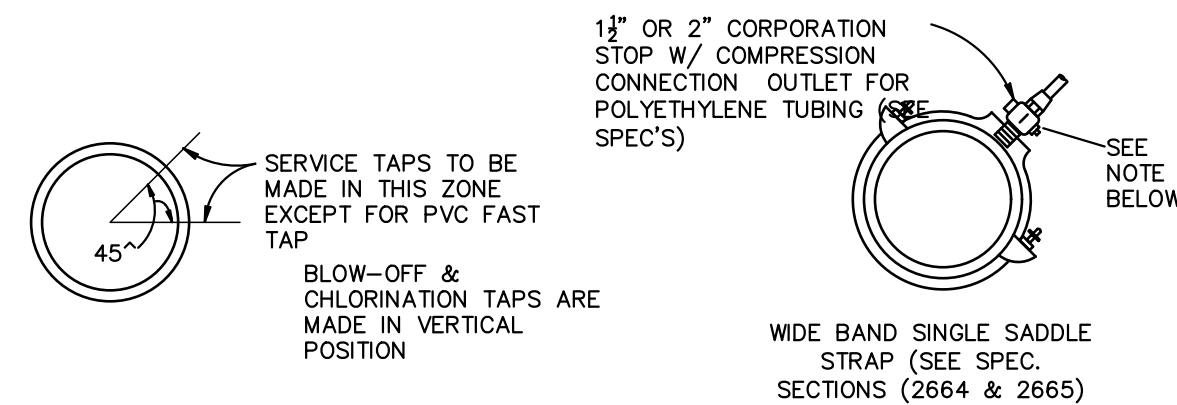 1½" OR 2" CORPORATION
STOP W/ COMPRESSION
CONNECTION OUTLET FOR
POLYETHYLENE TUBING (SEE
SPEC'S)
SEE
NOTE
BELOW
SERVICE TAPS TO BE
MADE IN THIS ZONE
EXCEPT FOR PVC FAST
TAP
45^
BLOW-OFF &
CHLORINATION TAPS ARE
MADE IN VERTICAL
POSITION
WIDE BAND SINGLE SADDLE
STRAP (SEE SPEC.
SECTIONS (2664 & 2665)